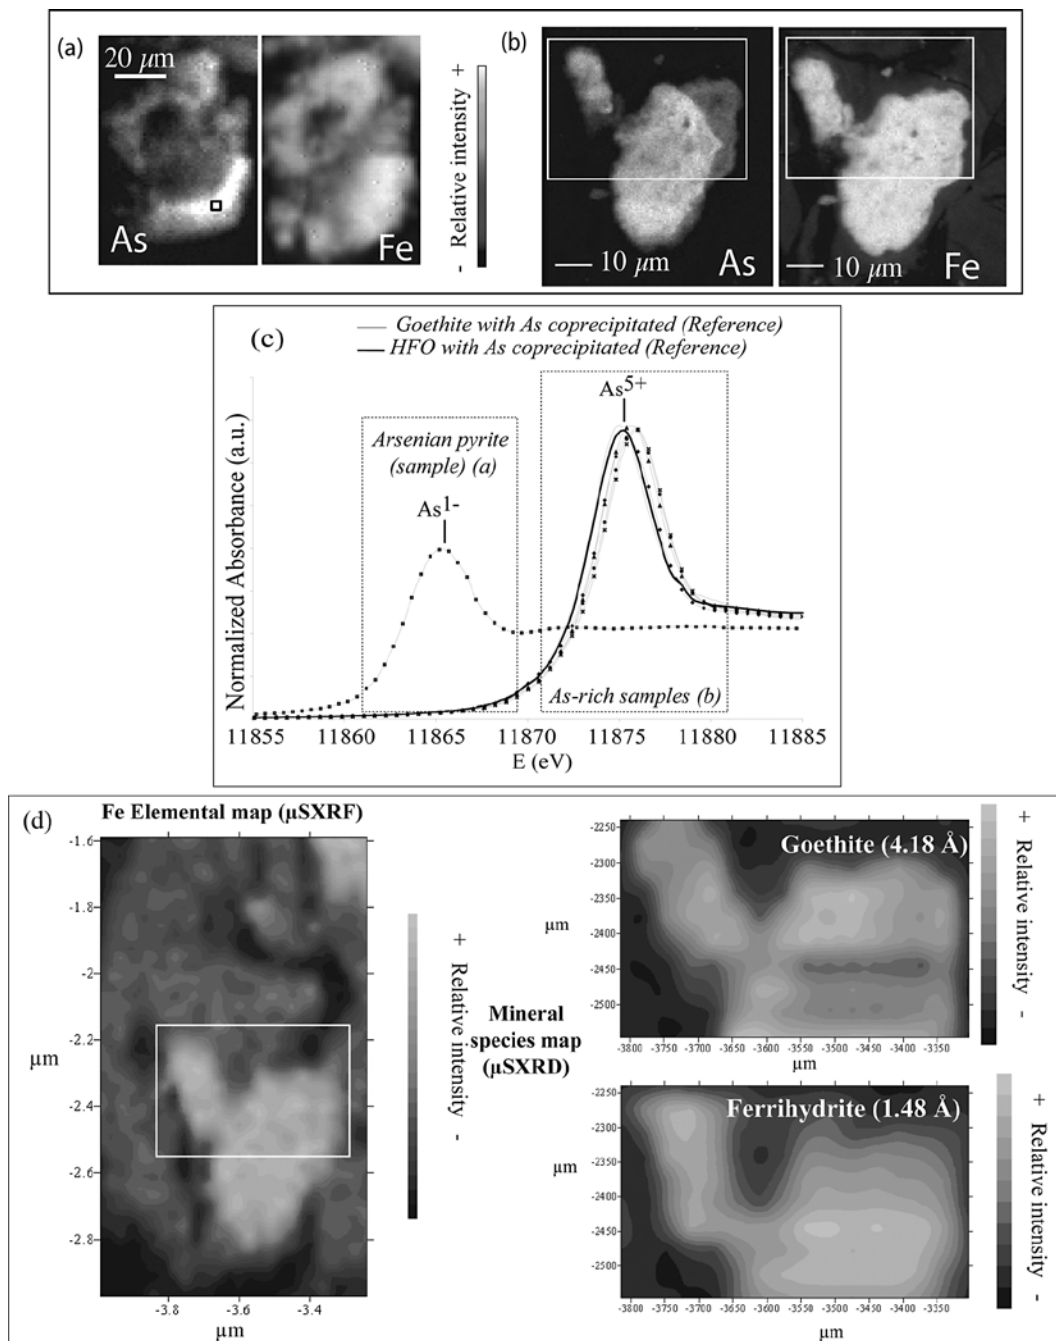 (a)
20 µm
As
Fe
- Relative intensity +
(b)
10 µm
As
10 µm
Fe
(c)
Goethite with As coprecipitated (Reference)
HFO with As coprecipitated (Reference)
As5+
Arsenian pyrite
(sample) (a)
As1-
As-rich samples (b)
Normalized Absorbance (a.u.)
11855 11860 11865 11870 11875 11880 11885
E (eV)
(d)
Fe Elemental map (µSXRF)
-1.6
-1.8
-2
-2.2
-2.4
-2.6
-2.8
µm
-3.8 -3.6 -3.4
µm
+ Relative intensity -
Mineral
species map
(µSXRD)
Goethite (4.18 Å)
-2250
-2300
-2350
-2400
-2450
-2500
µm
-3800 -3750 -3700 -3650 -3600 -3550 -3500 -3450 -3400 -3350
µm
+ Relative intensity -
Ferrihydrite (1.48 Å)
-2250
-2300
-2350
-2400
-2450
-2500
µm
-3800 -3750 -3700 -3650 -3600 -3550 -3500 -3450 -3400 -3350
µm
+ Relative intensity -